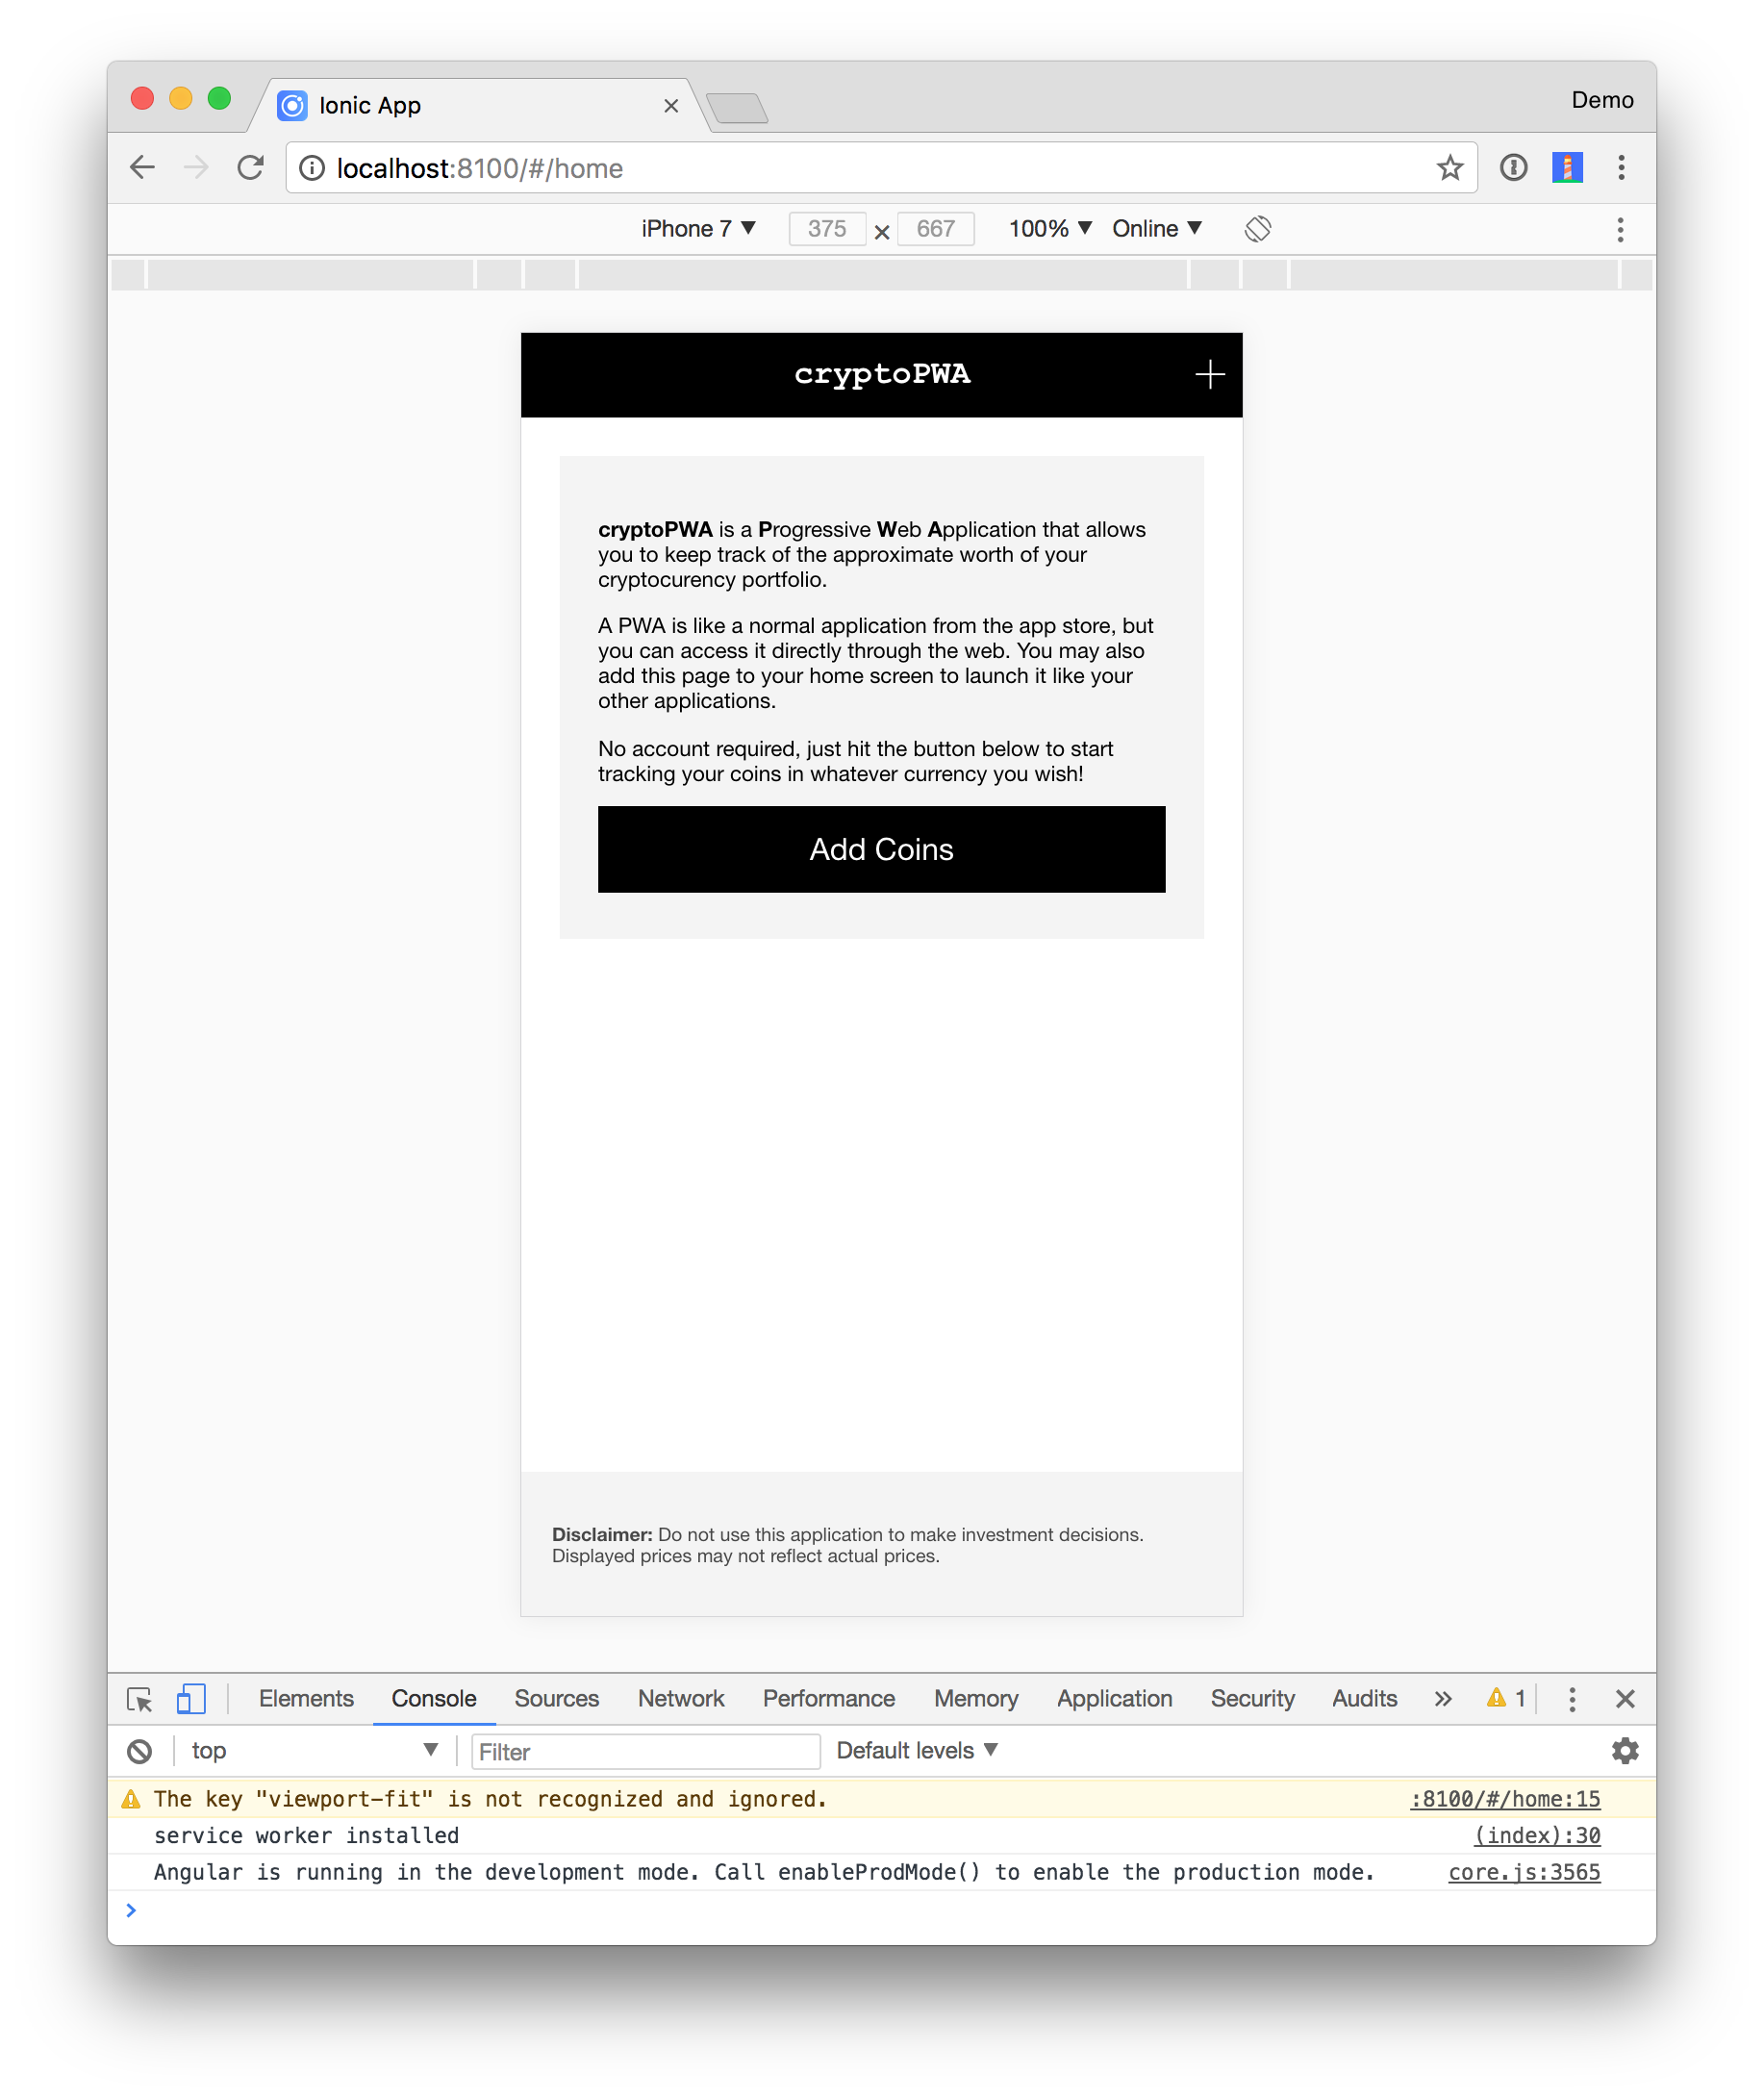 Ionic App
Demo
localhost:8100/#/home
iPhone 7 ▼ 375 × 667 100% ▼ Online ▼
cryptoPWA
cryptoPWA is a Progressive Web Application that allows
you to keep track of the approximate worth of your
cryptocurency portfolio.
A PWA is like a normal application from the app store, but
you can access it directly through the web. You may also
add this page to your home screen to launch it like your
other applications.
No account required, just hit the button below to start
tracking your coins in whatever currency you wish!
Add Coins
Disclaimer: Do not use this application to make investment decisions.
Displayed prices may not reflect actual prices.
Elements Console Sources Network Performance Memory Application Security Audits » 1
top ▼ Filter Default levels ▼
The key "viewport-fit" is not recognized and ignored. :8100/#/home:15
service worker installed (index):30
Angular is running in the development mode. Call enableProdMode() to enable the production mode. core.js:3565